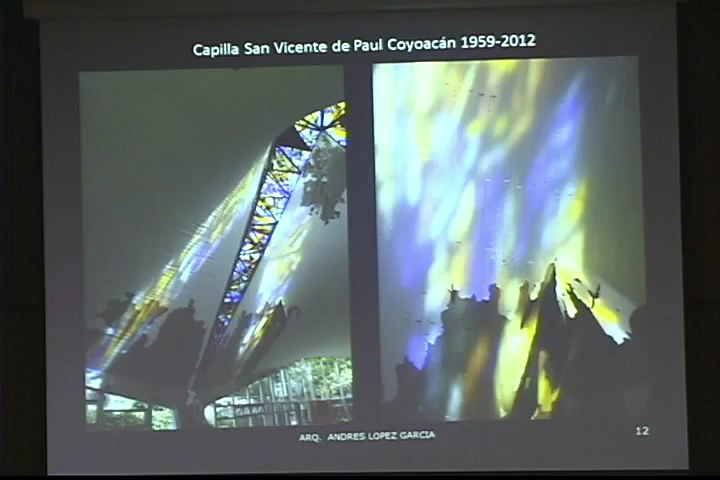 Capilla San Vicente de Paul Coyoacán 1959-2012
ARQ. ANDRES LOPEZ GARCIA
12